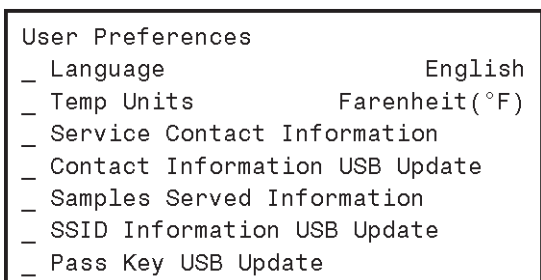 User Preferences
_ Language English
_ Temp Units Farenheit(°F)
_ Service Contact Information
_ Contact Information USB Update
_ Samples Served Information
_ SSID Information USB Update
_ Pass Key USB Update